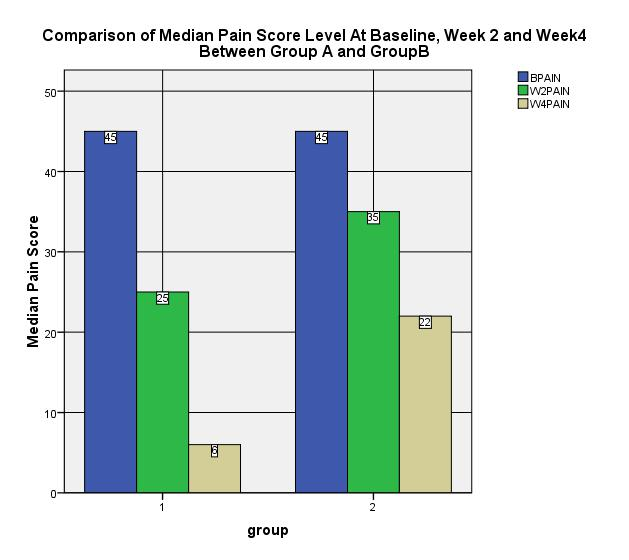 Comparison of Median Pain Score Level At Baseline, Week 2 and Week4
Between Group A and GroupB
BPAIN
W2PAIN
W4PAIN
Median Pain Score
50
40
30
20
10
0
45
25
6
45
35
22
1
2
group